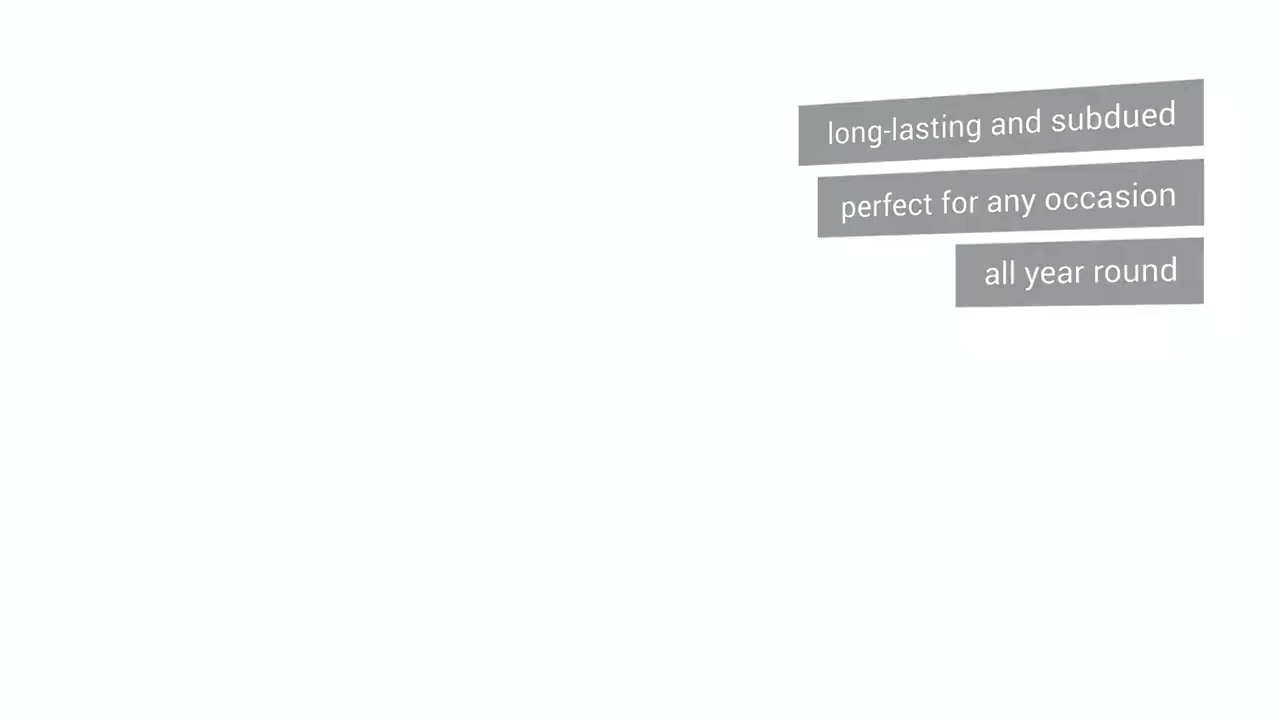 long-lasting and subdued
perfect for any occasion
all year round